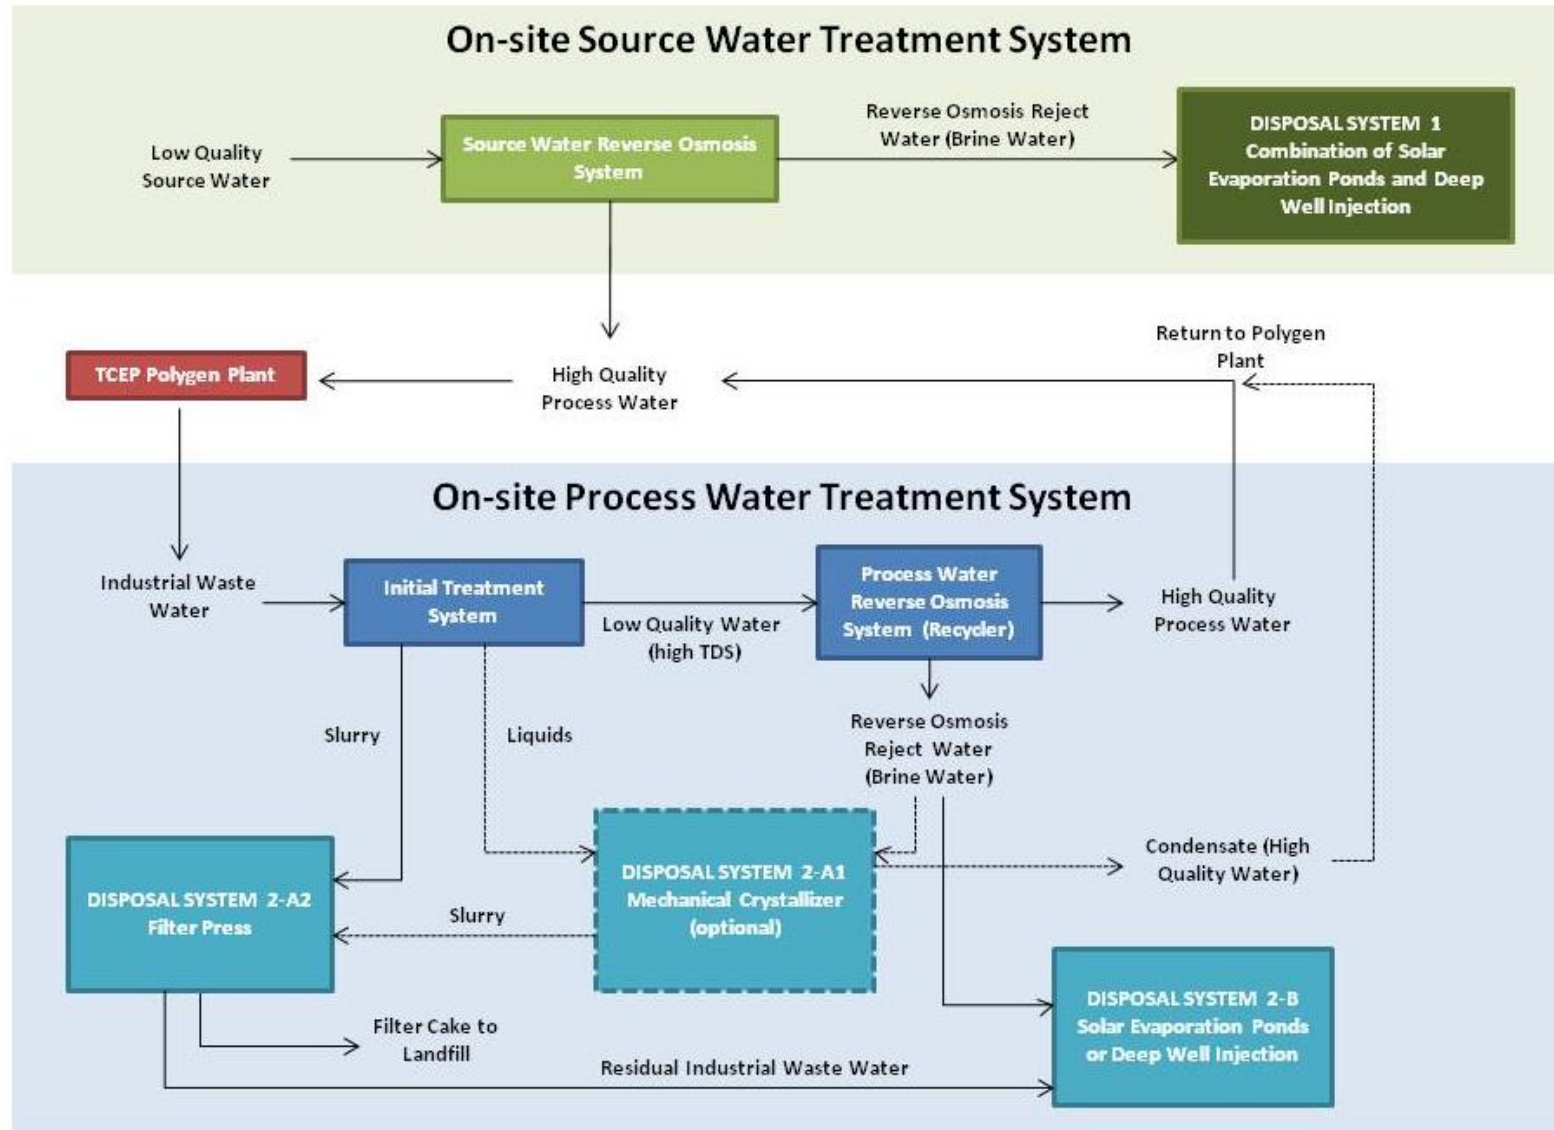 On-site Source Water Treatment System
Low Quality
Source Water
Source Water Reverse Osmosis
System
Reverse Osmosis Reject
Water (Brine Water)
DISPOSAL SYSTEM 1
Combination of Solar
Evaporation Ponds and Deep
Well Injection
TCEP Polygen Plant
High Quality
Process Water
Return to Polygen
Plant
On-site Process Water Treatment System
Industrial Waste
Water
Initial Treatment
System
Low Quality Water
(high TDS)
Process Water
Reverse Osmosis
System (Recycler)
High Quality
Process Water
Slurry
Liquids
Reverse Osmosis
Reject Water
(Brine Water)
DISPOSAL SYSTEM 2-A2
Filter Press
Slurry
DISPOSAL SYSTEM 2-A1
Mechanical Crystallizer
(optional)
Condensate (High
Quality Water)
Filter Cake to
Landfill
Residual Industrial Waste Water
DISPOSAL SYSTEM 2-B
Solar Evaporation Ponds
or Deep Well Injection